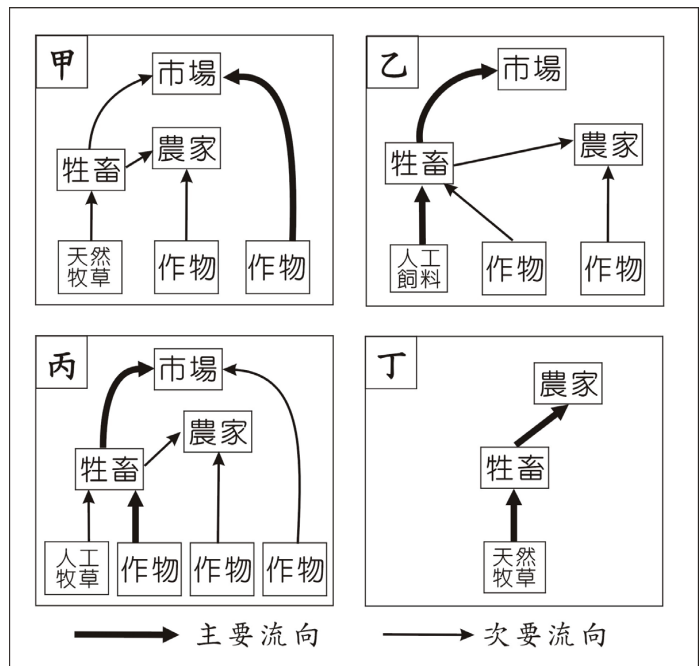 甲
市場
農家
牲畜
天然
牧草
作物
作物
乙
市場
農家
牲畜
人工
飼料
作物
作物
丙
市場
農家
牲畜
人工
牧草
作物
作物
作物
丁
農家
牲畜
天然
牧草
主要流向
次要流向